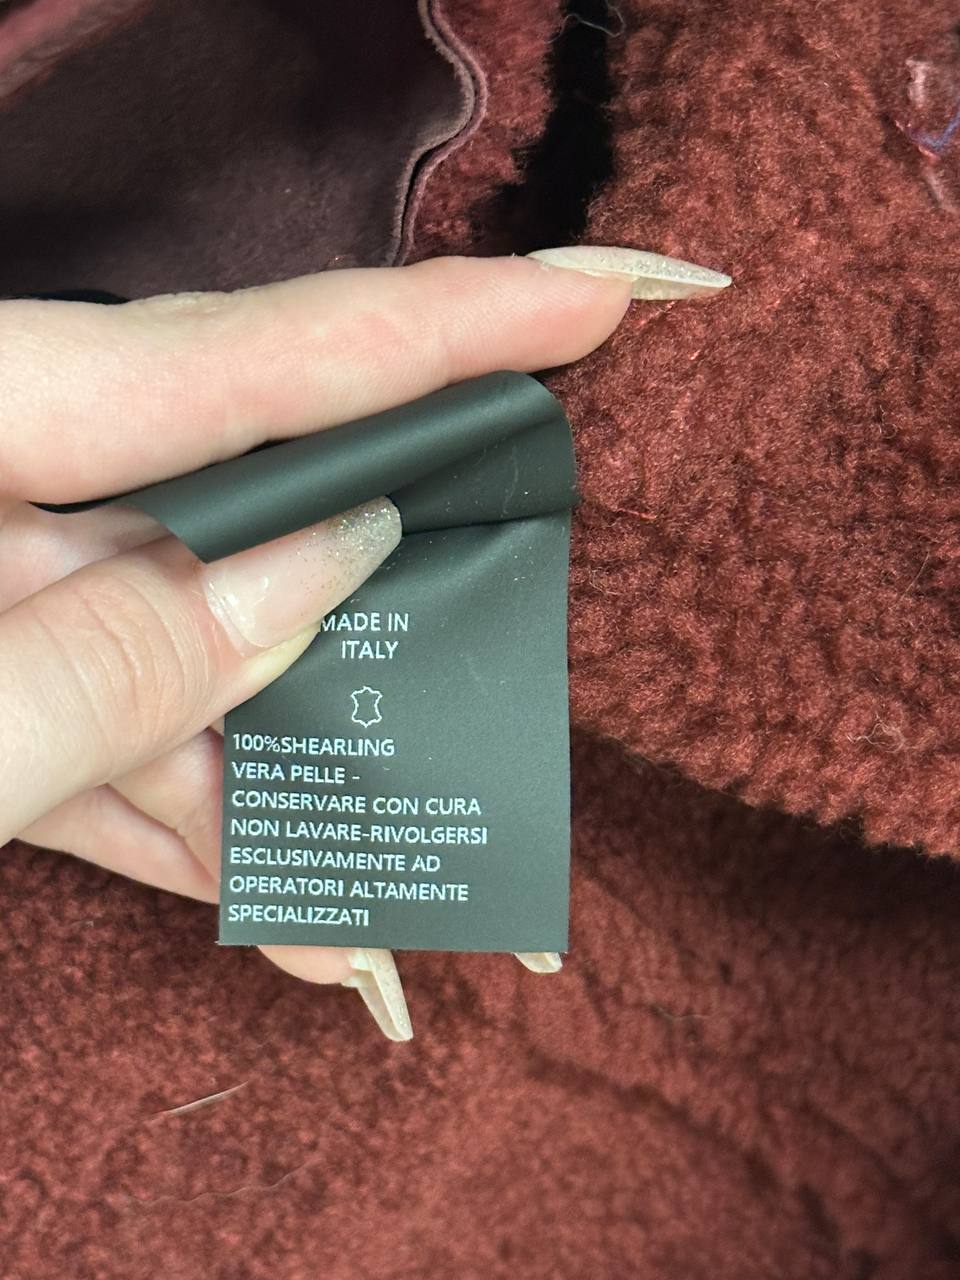 MADE IN
ITALY
100%SHEARLING
VERA PELLE -
CONSERVARE CON CURA
NON LAVARE-RIVOLGERSI
ESCLUSIVAMENTE AD
OPERATORI ALTAMENTE
SPECIALIZZATI